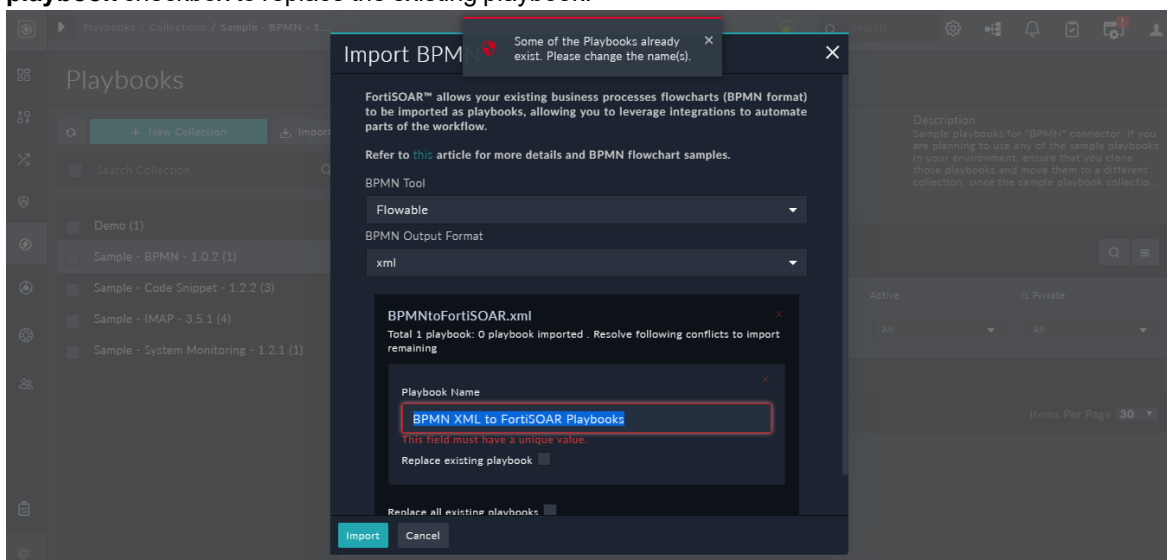 playbook checkbox to replace the existing playbook.
Playbooks / Collections / Sample - BPMN - 1...
Search
Some of the Playbooks already
exist. Please change the name(s).
Import BPMN
Playbooks
FortiSOAR™ allows your existing business processes flowcharts (BPMN format)
to be imported as playbooks, allowing you to leverage integrations to automate
parts of the workflow.
Refer to this article for more details and BPMN flowchart samples.
+ New Collection
Import
Search Collection
Description
Sample playbooks for "BPMN" connector. If you
are planning to use any of the sample playbooks
in your environment, ensure that you clone
those playbooks and move them to a different
collection, since the sample playbook collectio...
BPMN Tool
Flowable
BPMN Output Format
xml
Demo (1)
Sample - BPMN - 1.0.2 (1)
Sample - Code Snippet - 1.2.2 (3)
Sample - IMAP - 3.5.1 (4)
Sample - System Monitoring - 1.2.1 (1)
Active
Is Private
All
All
BPMNtoFortiSOAR.xml
Total 1 playbook: 0 playbook imported . Resolve following conflicts to import
remaining
Playbook Name
BPMN XML to FortiSOAR Playbooks
This field must have a unique value.
Replace existing playbook
Items Per Page 30
Replace all existing playbooks
Import
Cancel